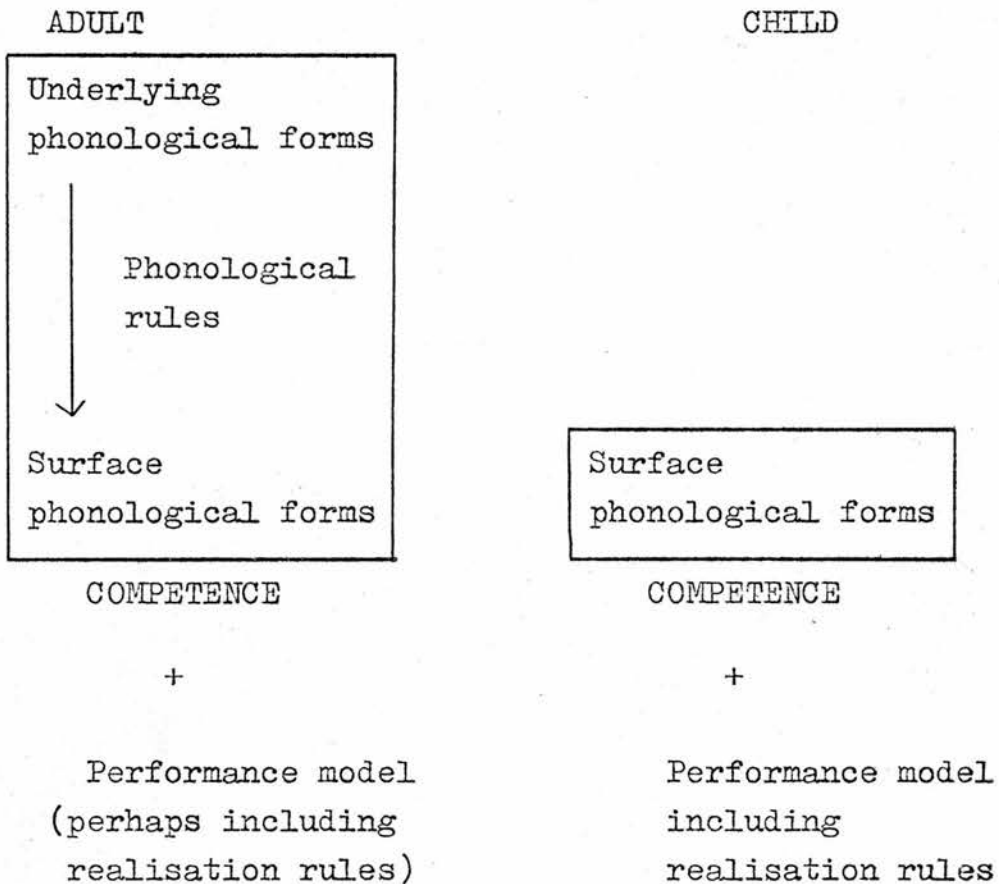 ADULT
Underlying
phonological forms
Phonological
rules
Surface
phonological forms
COMPETENCE
+
Performance model
(perhaps including
realisation rules)
CHILD
Surface
phonological forms
COMPETENCE
+
Performance model
including
realisation rules